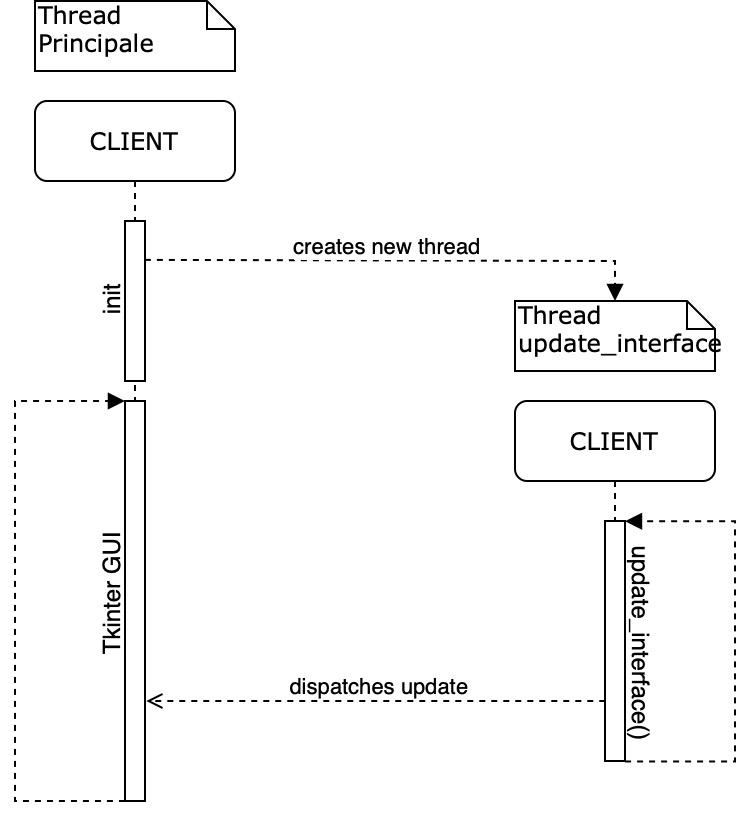 Thread
Principale
CLIENT
creates new thread
init
Thread
update_interface
CLIENT
Tkinter GUI
update_interface()
dispatches update